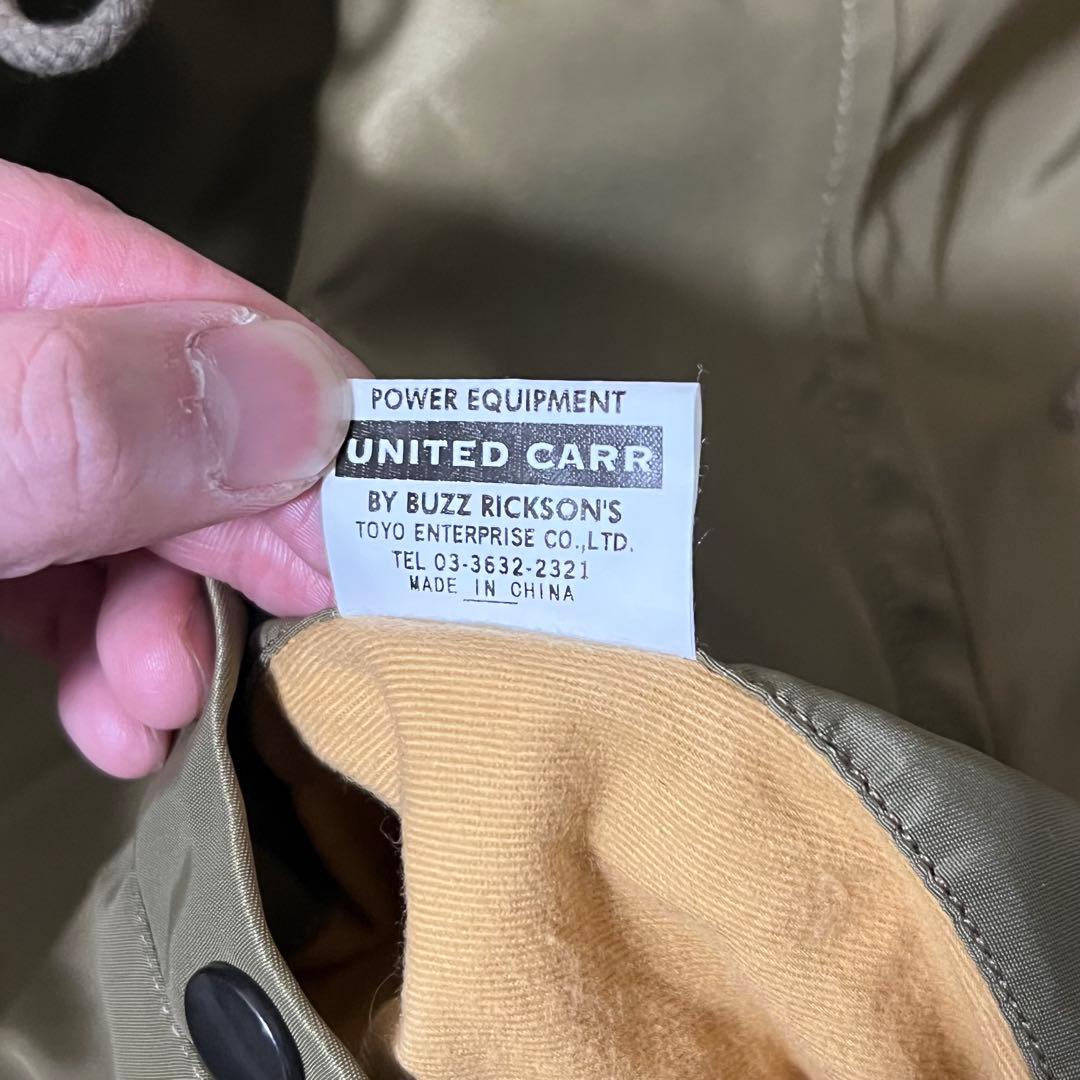 POWER EQUIPMENT
UNITED CARR
BY BUZZ RICKSON'S
TOYO ENTERPRISE CO.,LTD.
TEL 03-3632-2321
MADE IN CHINA